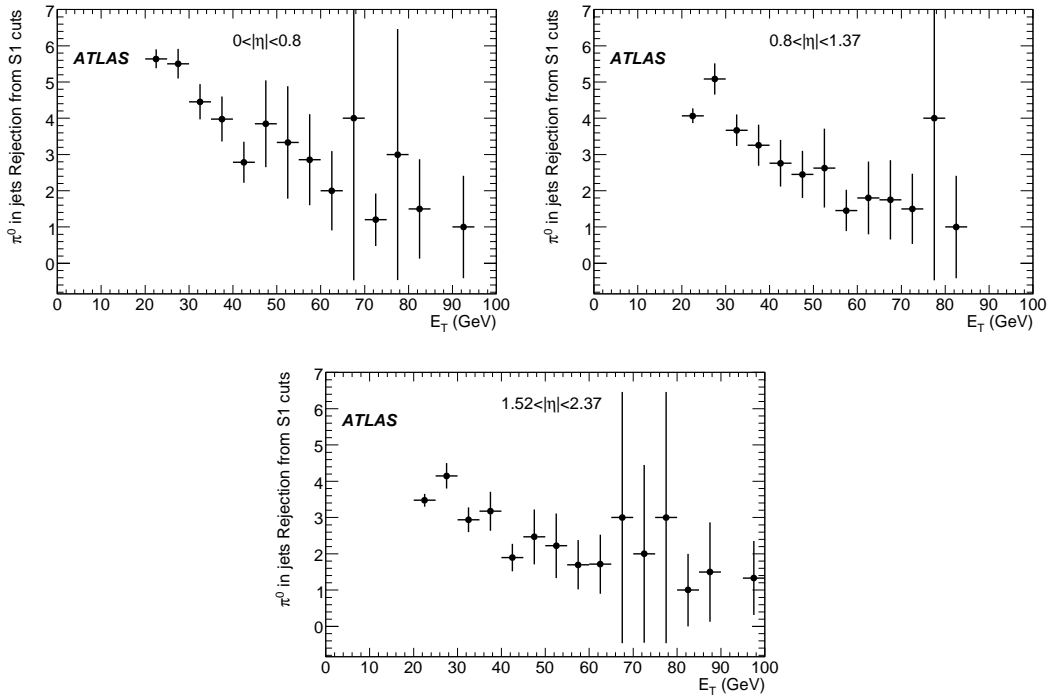 π⁰ in jets Rejection from S1 cuts
7
6
5
4
3
2
1
0
ATLAS
0<|η|<0.8
0 10 20 30 40 50 60 70 80 90 100
E_T (GeV)
π⁰ in jets Rejection from S1 cuts
7
6
5
4
3
2
1
0
ATLAS
0.8<|η|<1.37
0 10 20 30 40 50 60 70 80 90 100
E_T (GeV)
π⁰ in jets Rejection from S1 cuts
7
6
5
4
3
2
1
0
ATLAS
1.52<|η|<2.37
0 10 20 30 40 50 60 70 80 90 100
E_T (GeV)